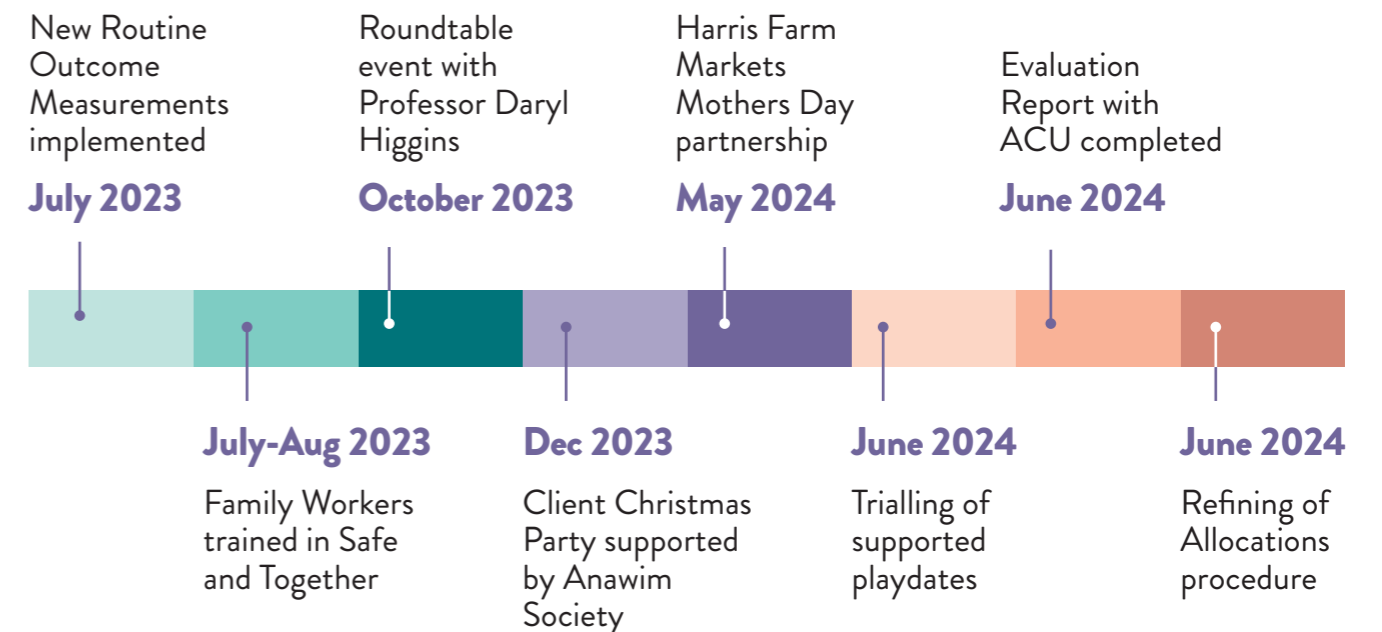 New Routine
Outcome
Measurements
implemented
July 2023
Roundtable
event with
Professor Daryl
Higgins
October 2023
Harris Farm
Markets
Mothers Day
partnership
May 2024
Evaluation
Report with
ACU completed
June 2024
July-Aug 2023
Family Workers
trained in Safe
and Together
Dec 2023
Client Christmas
Party supported
by Anawim
Society
June 2024
Trialling of
supported
playdates
June 2024
Refining of
Allocations
procedure